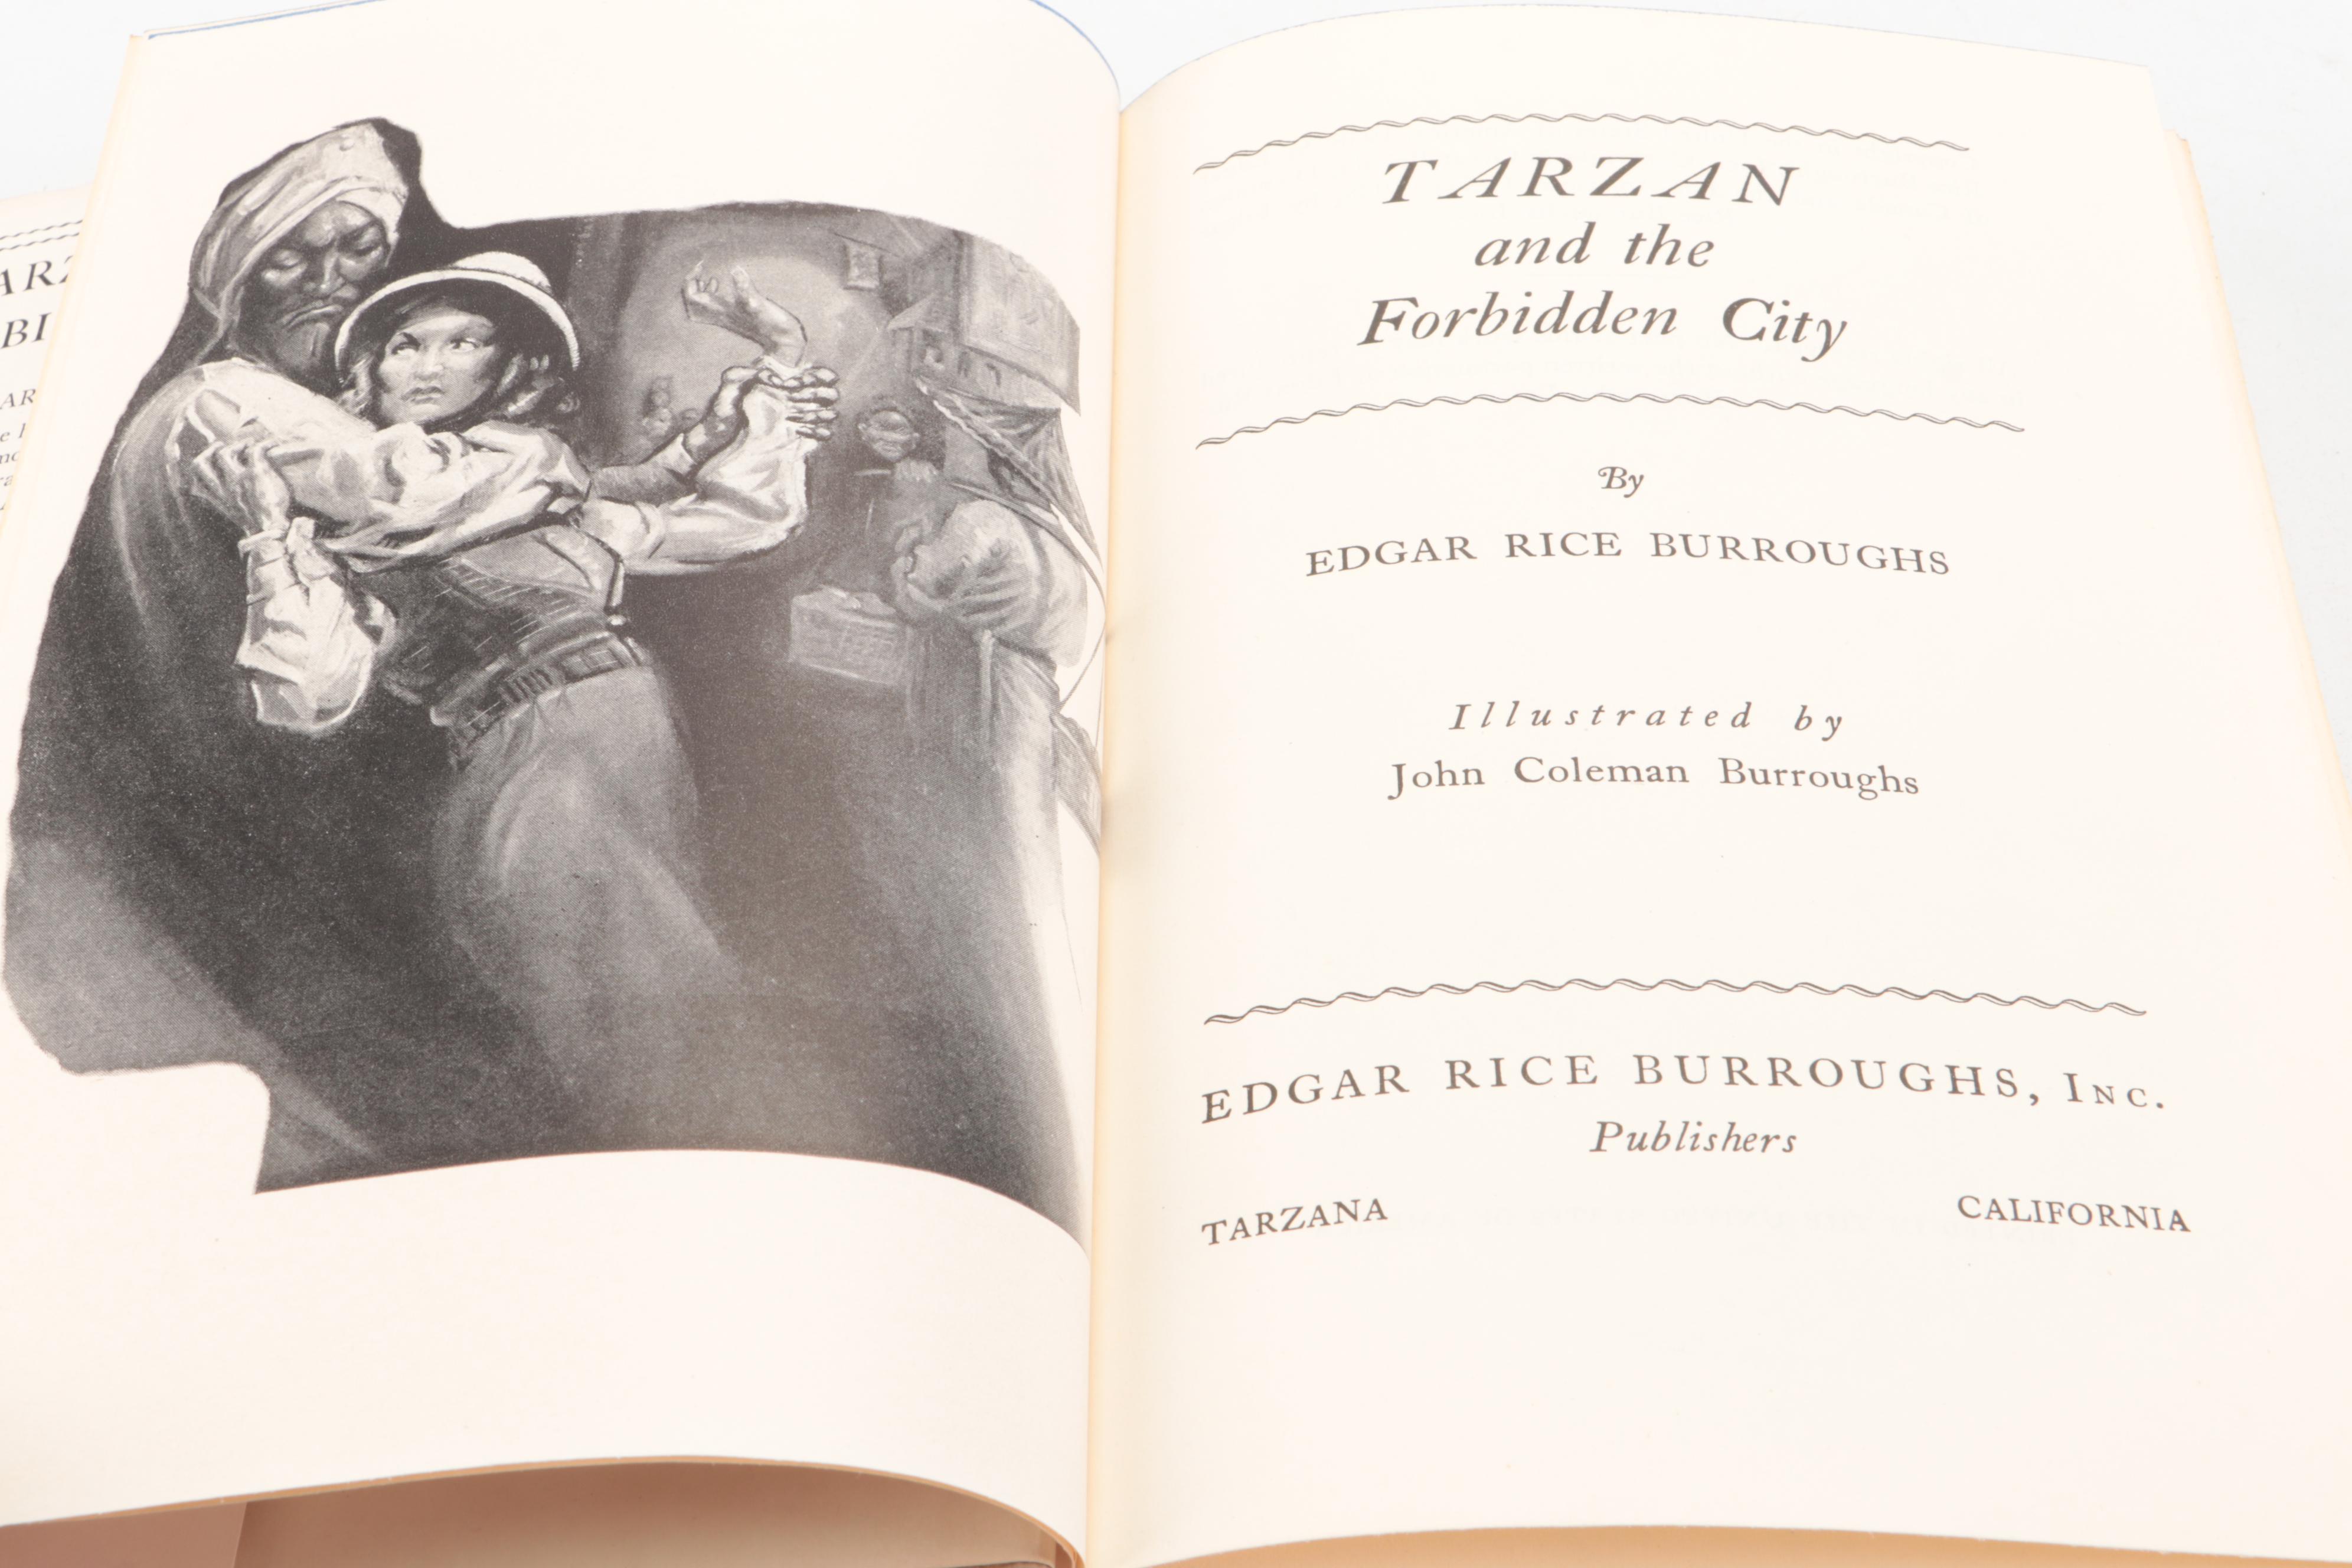 TARZAN
and the
Forbidden City
By
EDGAR RICE BURROUGHS
Illustrated by
John Coleman Burroughs
EDGAR RICE BURROUGHS, INC.
Publishers
TARZANA CALIFORNIA